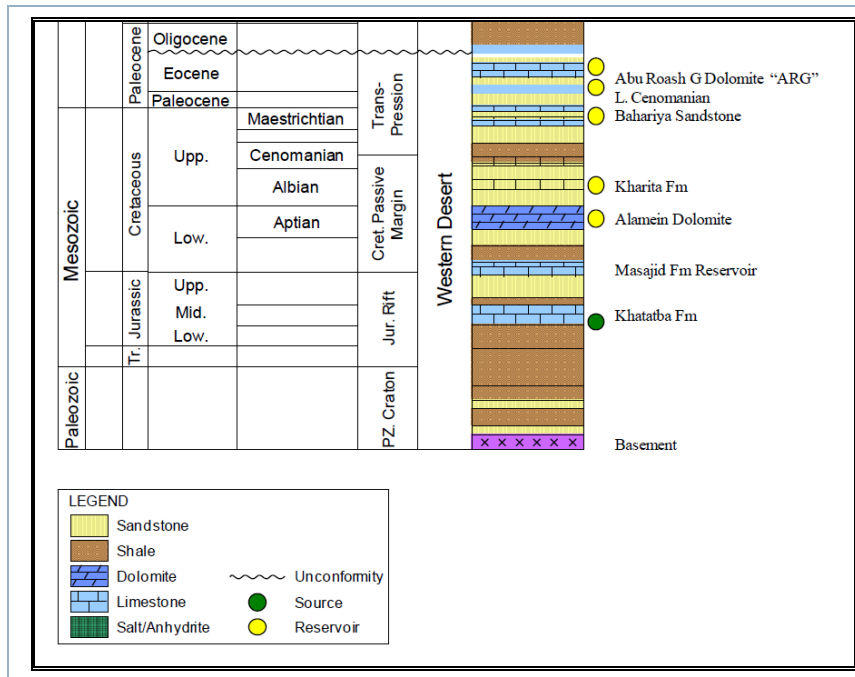 Oligocene
Eocene
Paleocene
Paleocene
Maestrichtian
Cenomanian
Albian
Aptian
Upp.
Low.
Upp.
Mid.
Low.
Mesozoic
Paleozoic
Cretaceous
Jurassic
Tr.
Trans-
Pression
Cret. Passive
Margin
Jur. Rift
PZ. Craton
Western Desert
Abu Roash G Dolomite “ARG”
L. Cenomanian
Bahariya Sandstone
Kharita Fm
Alamein Dolomite
Masajid Fm Reservoir
Khatatba Fm
Basement
LEGEND
Sandstone
Shale
Dolomite
Limestone
Salt/Anhydrite
Unconformity
Source
Reservoir